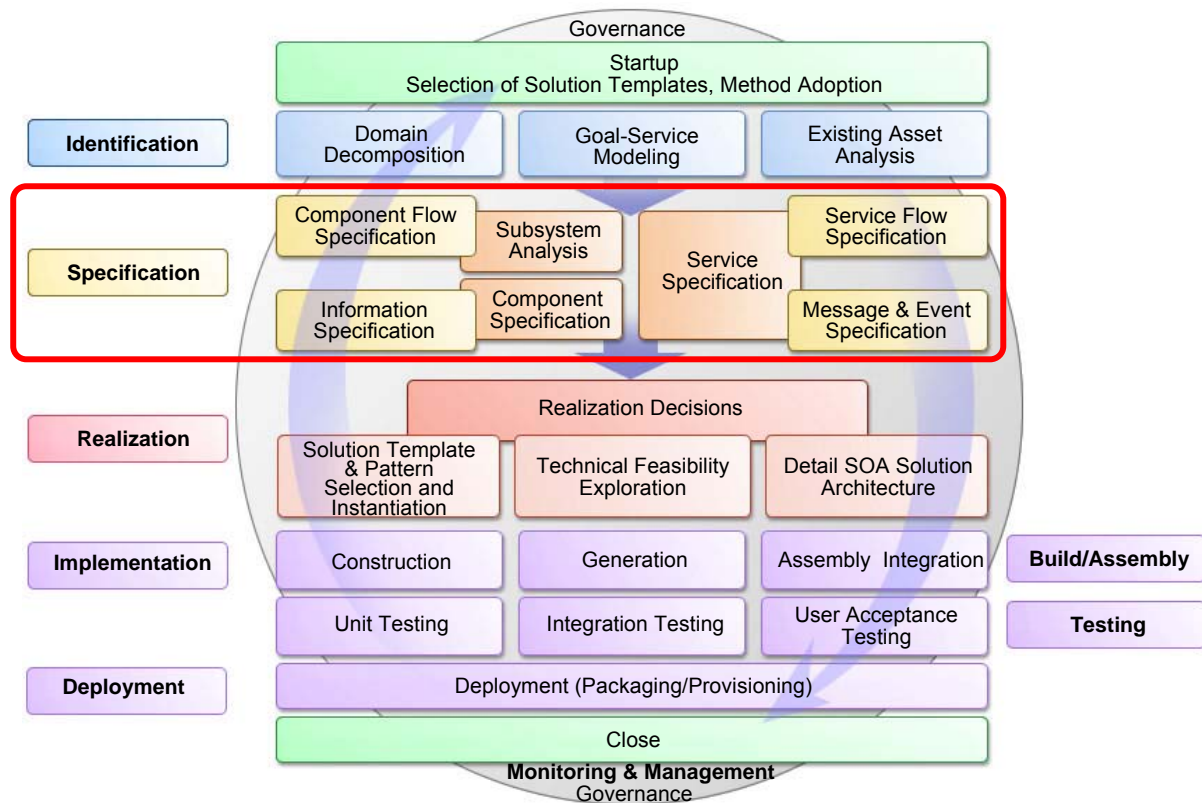 Governance
Startup
Selection of Solution Templates, Method Adoption
Identification
Domain
Decomposition
Goal-Service
Modeling
Existing Asset
Analysis
Specification
Component Flow
Specification
Subsystem
Analysis
Service
Specification
Service Flow
Specification
Information
Specification
Component
Specification
Message & Event
Specification
Realization
Realization Decisions
Solution Template
& Pattern
Selection and
Instantiation
Technical Feasibility
Exploration
Detail SOA Solution
Architecture
Implementation
Construction
Generation
Assembly Integration
Build/Assembly
Unit Testing
Integration Testing
User Acceptance
Testing
Testing
Deployment
Deployment (Packaging/Provisioning)
Close
Monitoring & Management
Governance